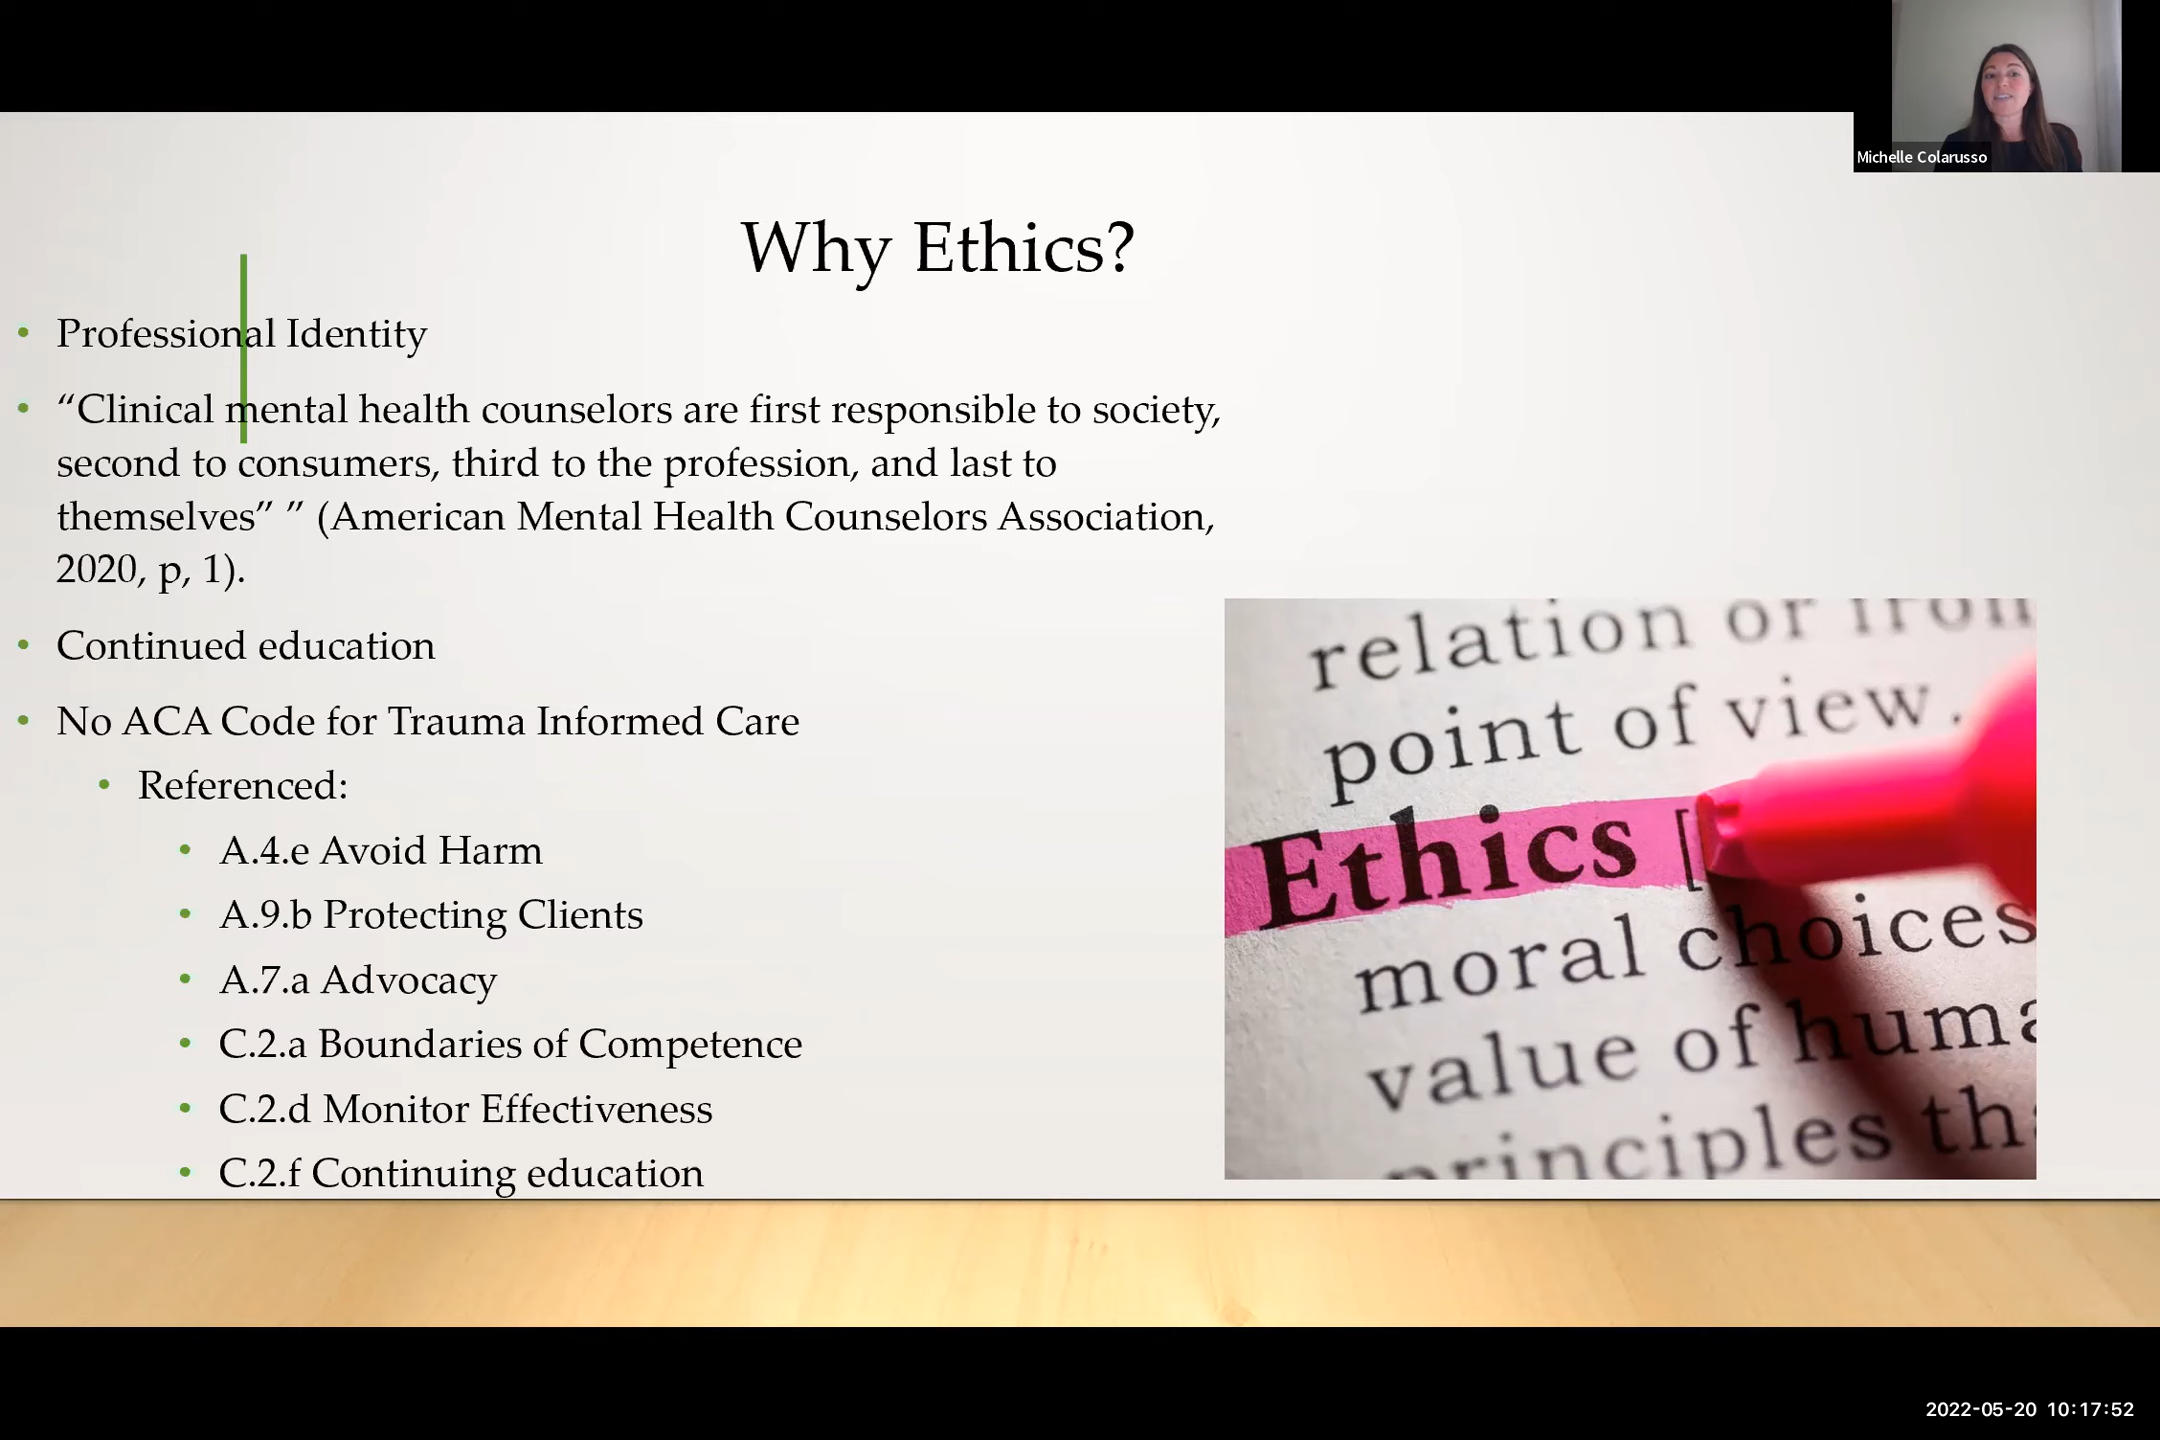 Michelle Colarusso
Why Ethics?
• Professional Identity
• “Clinical mental health counselors are first responsible to society,
second to consumers, third to the profession, and last to
themselves” ” (American Mental Health Counselors Association,
2020, p, 1).
• Continued education
• No ACA Code for Trauma Informed Care
• Referenced:
• A.4.e Avoid Harm
• A.9.b Protecting Clients
• A.7.a Advocacy
• C.2.a Boundaries of Competence
• C.2.d Monitor Effectiveness
• C.2.f Continuing education
relation or
point of view.
Ethics [
moral choices
value of
principles
2022-05-20 10:17:52